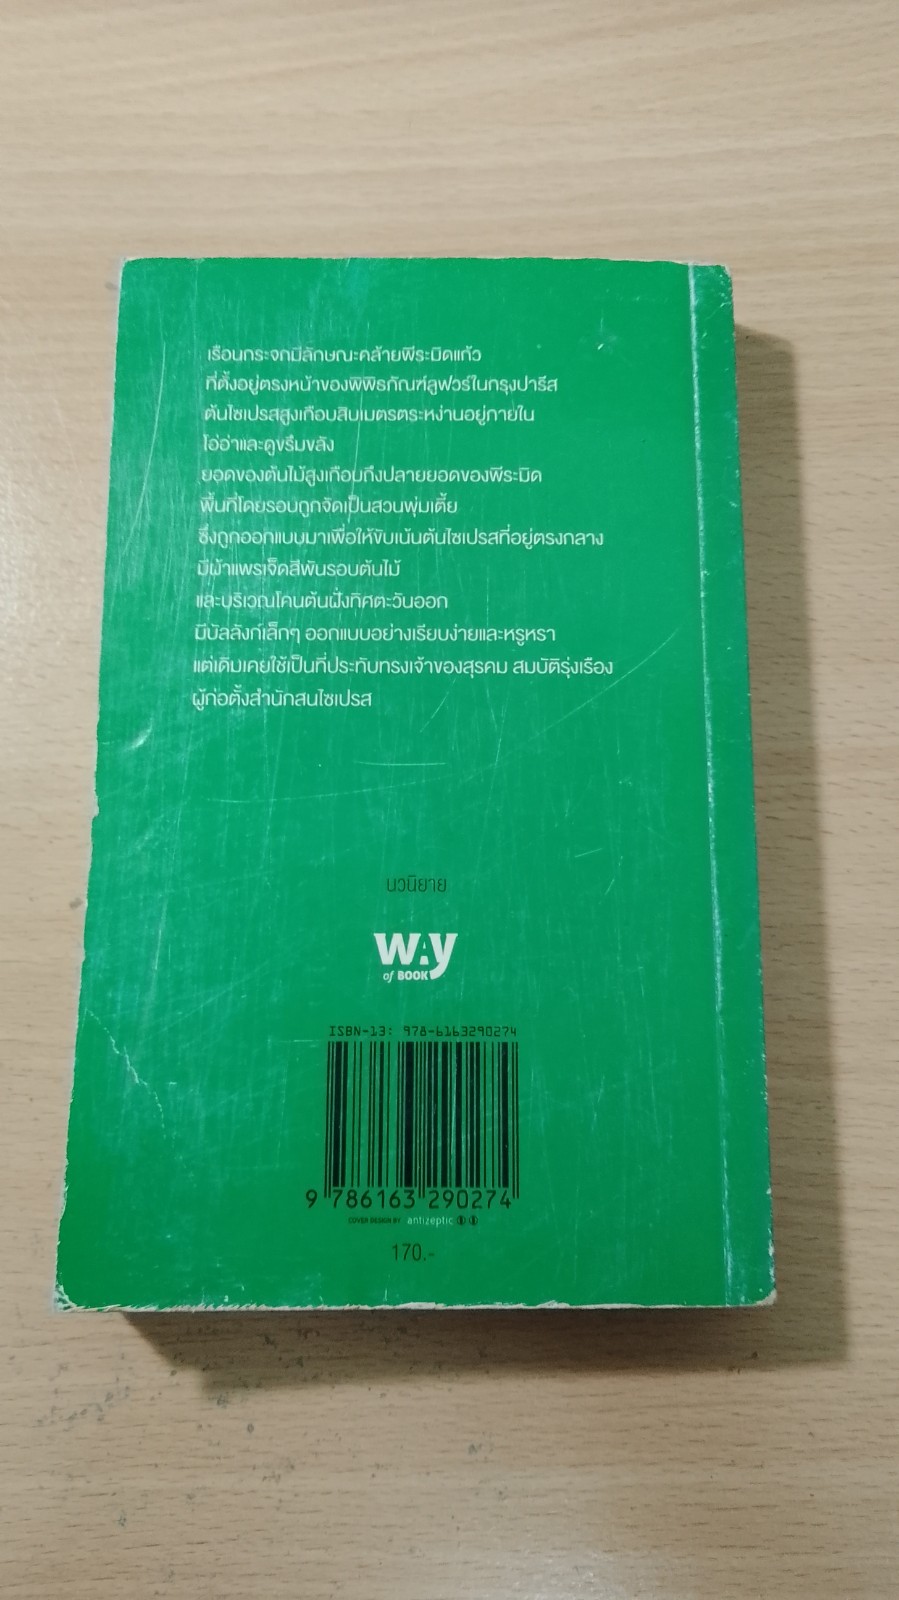 เรือนกระจกมีลักษณะคล้ายพีระมิดแก้ว
ที่ตั้งอยู่ตรงหน้าของพิพิธภัณฑ์ลูฟวร์ในกรุงปารีส
ต้นไซเปรสสูงเกือบสิบเมตรตระหง่านอยู่ภายใน
โอ่อ่าและดูขรึมขลัง
ยอดของต้นไม้สูงเกือบถึงปลายยอดของพีระมิด
พื้นที่โดยรอบถูกจัดเป็นสวนพุ่มเตี้ย
ซึ่งถูกออกแบบมาเพื่อให้ขับเน้นต้นไซเปรสที่อยู่ตรงกลาง
มีผ้าแพรเจ็ดสีพันรอบต้นไม้
และบริเวณโคนต้นฝั่งทิศตะวันออก
มีบัลลังก์เล็กๆ ออกแบบอย่างเรียบง่ายและหรูหรา
แต่เดิมเคยใช้เป็นที่ประทับทรงเจ้าของสุรคม สมบัติรุ่งเรือง
ผู้ก่อตั้งสำนักสนไซเปรส
นวนิยาย
WAy
of BOOK
ISBN-13: 978-6163290274
9 786163 290274
COVER DESIGN BY antizeptic
170.-